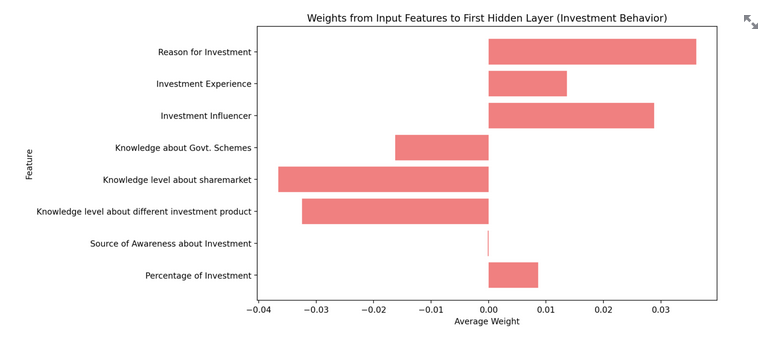 Weights from Input Features to First Hidden Layer (Investment Behavior)
Reason for Investment
Investment Experience
Investment Influencer
Knowledge about Govt. Schemes
Knowledge level about sharemarket
Knowledge level about different investment product
Source of Awareness about Investment
Percentage of Investment
Feature
−0.04 −0.03 −0.02 −0.01 0.00 0.01 0.02 0.03
Average Weight